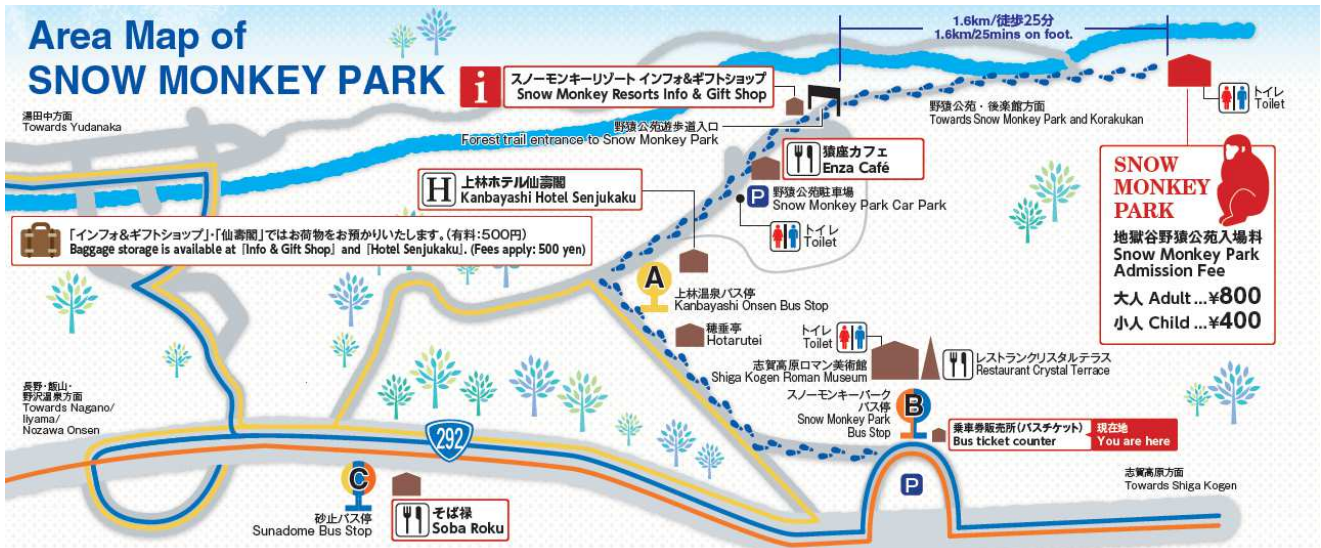 Area Map of
SNOW MONKEY PARK
1.6km/徒歩25分
1.6km/25mins on foot.
i
スノーモンキーリゾート インフォ&ギフトショップ
Snow Monkey Resorts Info & Gift Shop
トイレ
Toilet
湯田中方面
Towards Yudanaka
野猿公苑遊歩道入口
Forest trail entrance to Snow Monkey Park
野猿公苑・後楽館方面
Towards Snow Monkey Park and Korakukan
猿座カフェ
Enza Café
H
上林ホテル仙壽閣
Kanbayashi Hotel Senjukaku
P
野猿公苑駐車場
Snow Monkey Park Car Park
トイレ
Toilet
SNOW
MONKEY
PARK
地獄谷野猿公苑入場料
Snow Monkey Park
Admission Fee
大人 Adult ...¥800
小人 Child ...¥400
「インフォ&ギフトショップ」・「仙壽閣」ではお荷物をお預かりいたします。(有料:500円)
Baggage storage is available at「Info & Gift Shop」and「Hotel Senjukaku」. (Fees apply: 500 yen)
A
上林温泉バス停
Kanbayashi Onsen Bus Stop
穂垂亭
Hotarutei
トイレ
Toilet
志賀高原ロマン美術館
Shiga Kogen Roman Museum
レストランクリスタルテラス
Restaurant Crystal Terrace
長野・飯山・
野沢温泉方面
Towards Nagano/
Iiyama/
Nozawa Onsen
スノーモンキーパーク
バス停
Snow Monkey Park
Bus Stop
B
乗車券販売所(バスチケット)
Bus ticket counter
現在地
You are here
292
C
砂止バス停
Sunadome Bus Stop
そば禄
Soba Roku
P
志賀高原方面
Towards Shiga Kogen